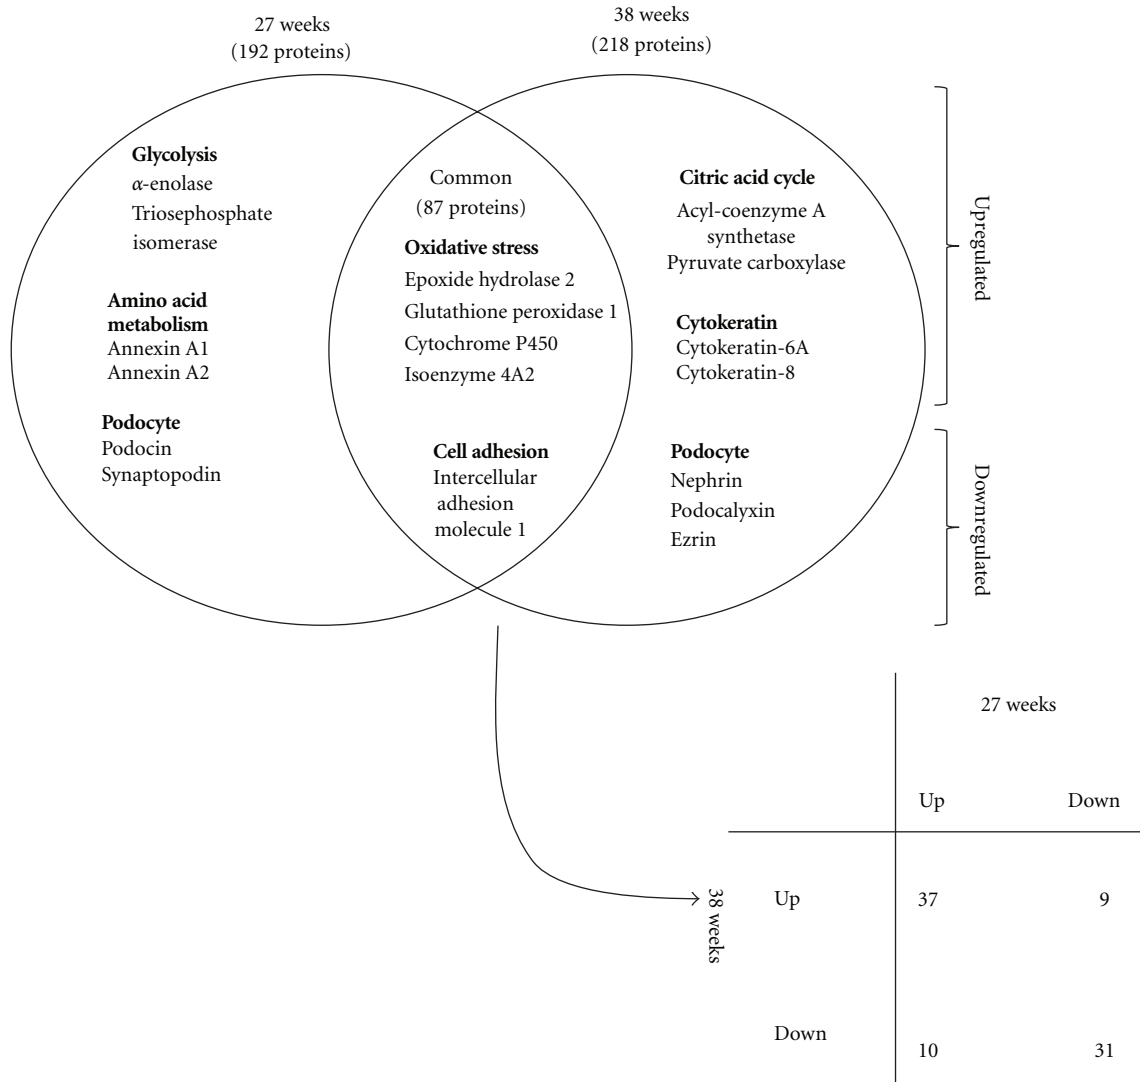 27 weeks
(192 proteins)
38 weeks
(218 proteins)
Glycolysis
α-enolase
Triosephosphate
isomerase
Amino acid
metabolism
Annexin A1
Annexin A2
Podocyte
Podocin
Synaptopodin
Common
(87 proteins)
Oxidative stress
Epoxide hydrolase 2
Glutathione peroxidase 1
Cytochrome P450
Isoenzyme 4A2
Cell adhesion
Intercellular
adhesion
molecule 1
Citric acid cycle
Acyl-coenzyme A
synthetase
Pyruvate carboxylase
Cytokeratin
Cytokeratin-6A
Cytokeratin-8
Podocyte
Nephrin
Podocalyxin
Ezrin
Upregulated
Downregulated
27 weeks
Up Down
38 weeks
Up 37 9
Down 10 31